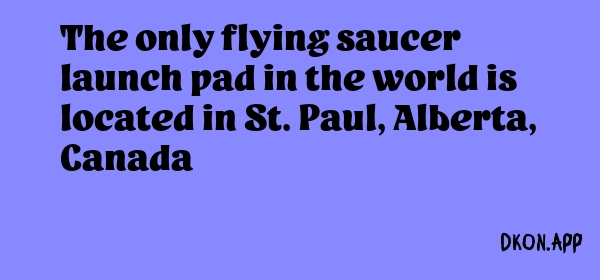 The only flying saucer
launch pad in the world is
located in St. Paul, Alberta,
Canada
DKON.APP